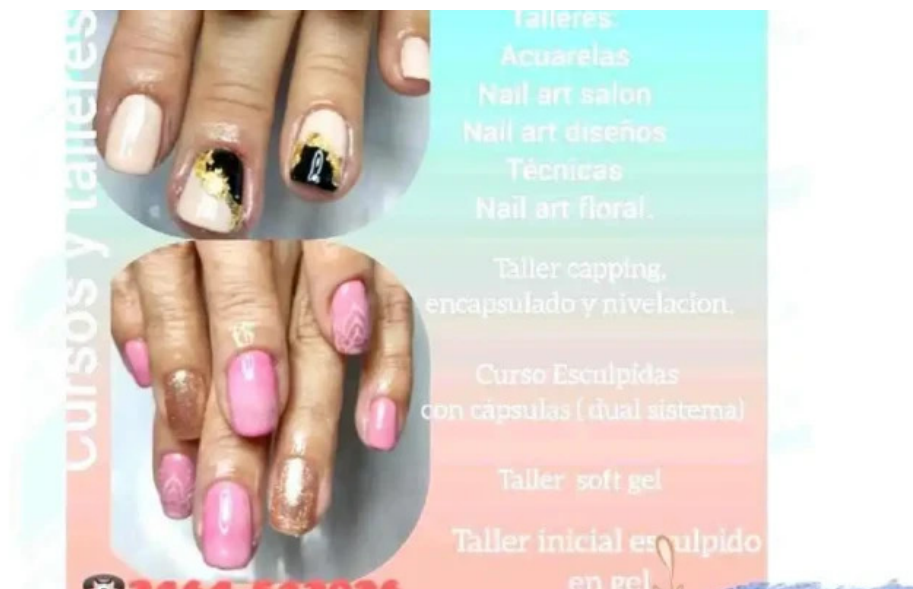 Cursos y talleres
Talleres:
Acuarelas
Nail art salon
Nail art diseños
Técnicas
Nail art floral.
Taller capping,
encapsulado y nivelacion,
Curso Esculpidas
con cápsulas ( dual sistema)
Taller soft gel
Taller inicial esculpido
en gel.